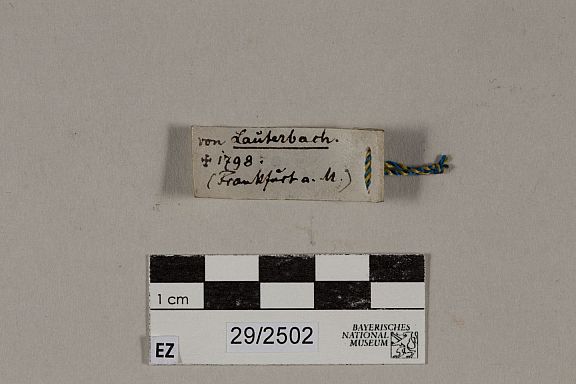 von Lauterbach.
✠ 1798.
(Frankfurt a. M.)
1 cm
29/2502
BAYERISCHES
NATIONAL
MUSEUM
EZ